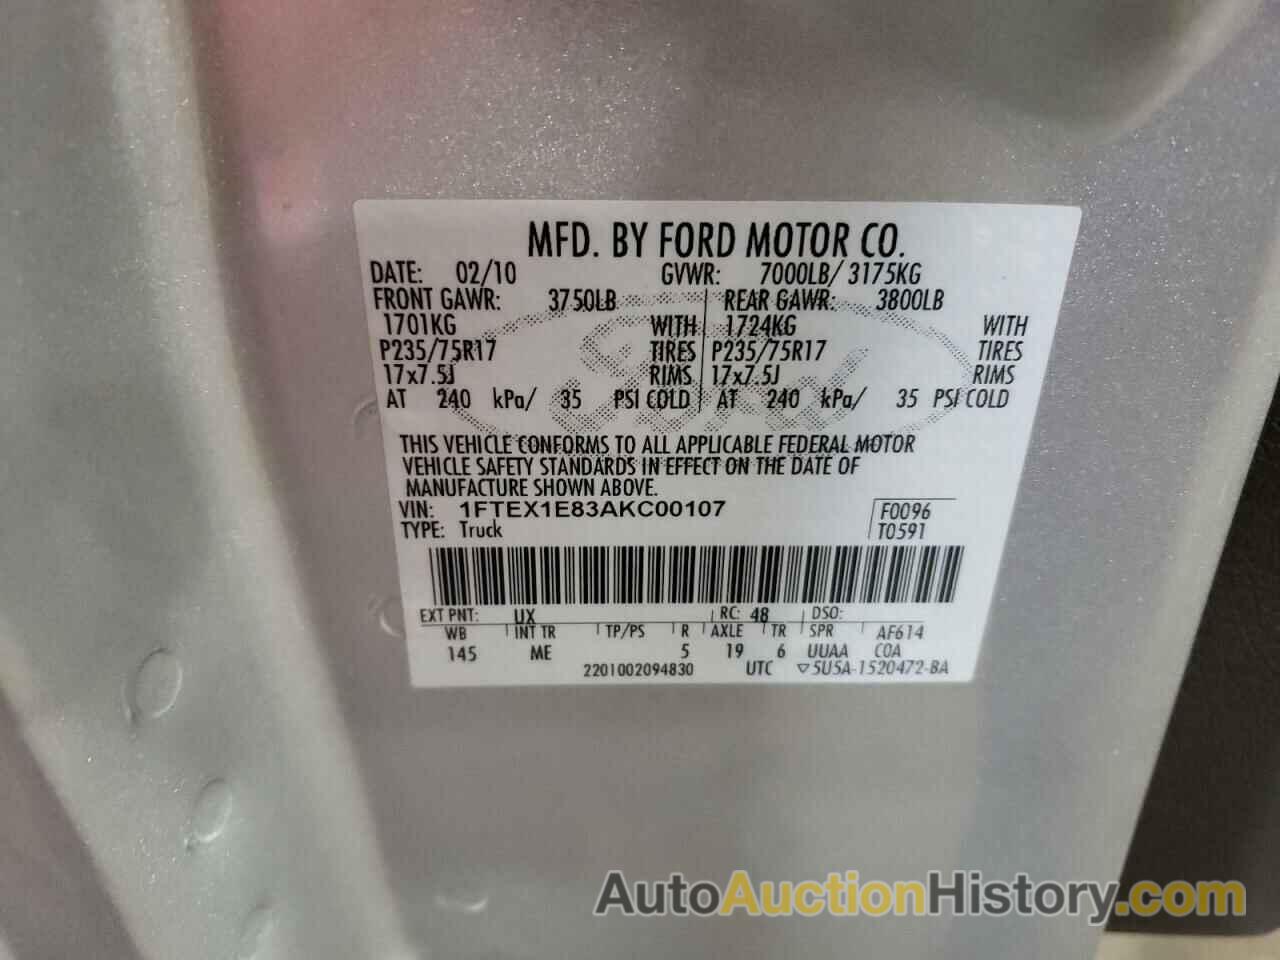 MFD. BY FORD MOTOR CO.
DATE: 02/10 GVWR: 7000LB/ 3175KG
FRONT GAWR: 3750LB REAR GAWR: 3800LB
1701KG WITH 1724KG WITH
P235/75R17 TIRES P235/75R17 TIRES
17x7.5J RIMS 17x7.5J RIMS
AT 240 kPa/ 35 PSI COLD AT 240 kPa/ 35 PSI COLD
THIS VEHICLE CONFORMS TO ALL APPLICABLE FEDERAL MOTOR
VEHICLE SAFETY STANDARDS IN EFFECT ON THE DATE OF
MANUFACTURE SHOWN ABOVE.
VIN: 1FTEX1E83AKC00107 F0096
TYPE: Truck T0591
EXT PNT: UX RC: 48 DSO:
WB INT TR TP/PS R AXLE TR SPR AF614
145 ME 5 19 6 UUAA COA
2201002094830 UTC ▽5U5A-1520472-BA
Ford
AutoAuctionHistory.com